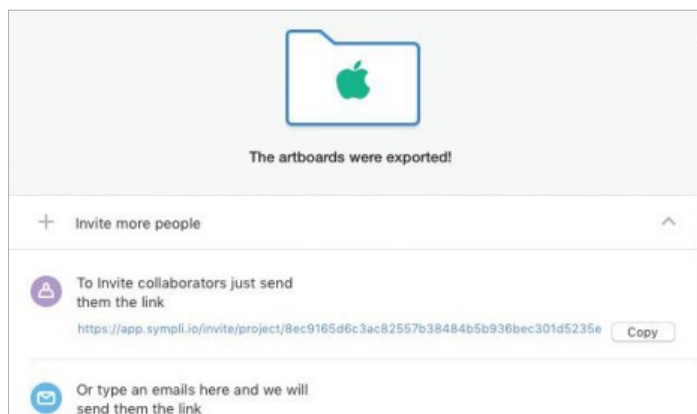 The artboards were exported!
Invite more people
To Invite collaborators just send
them the link
https://app.sympli.io/invite/project/8ec9165d6c3ac82557b38484b5b936bec301d5235e
Copy
Or type an emails here and we will
send them the link